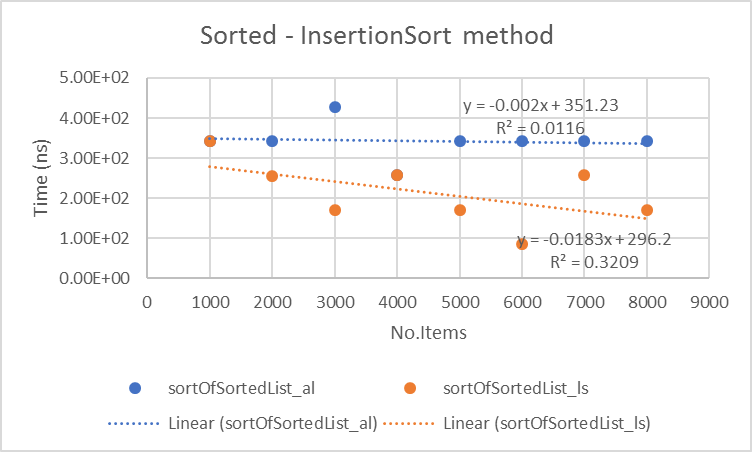 Sorted - InsertionSort method
5.00E+02
4.00E+02
3.00E+02
2.00E+02
1.00E+02
0.00E+00
Time (ns)
y = -0.002x + 351.23
R² = 0.0116
y = -0.0183x + 296.2
R² = 0.3209
0 1000 2000 3000 4000 5000 6000 7000 8000 9000
No.Items
sortOfSortedList_al sortOfSortedList_ls
Linear (sortOfSortedList_al) Linear (sortOfSortedList_ls)